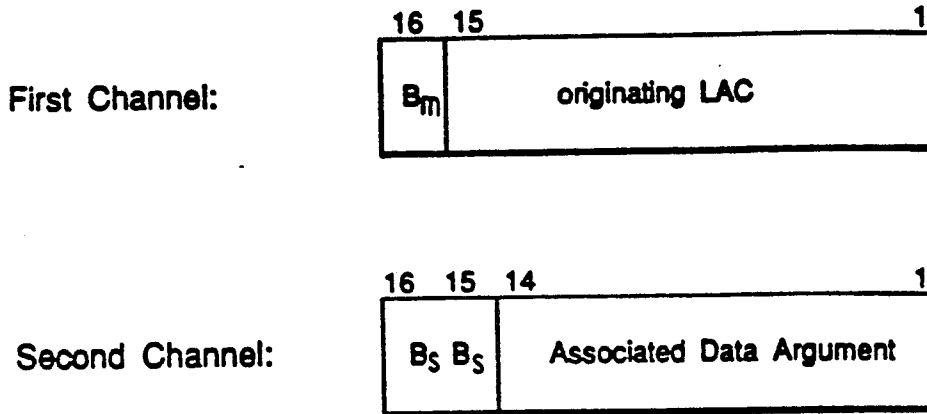 16 15 1
First Channel: Bm originating LAC
16 15 14 1
Second Channel: Bs Bs Associated Data Argument